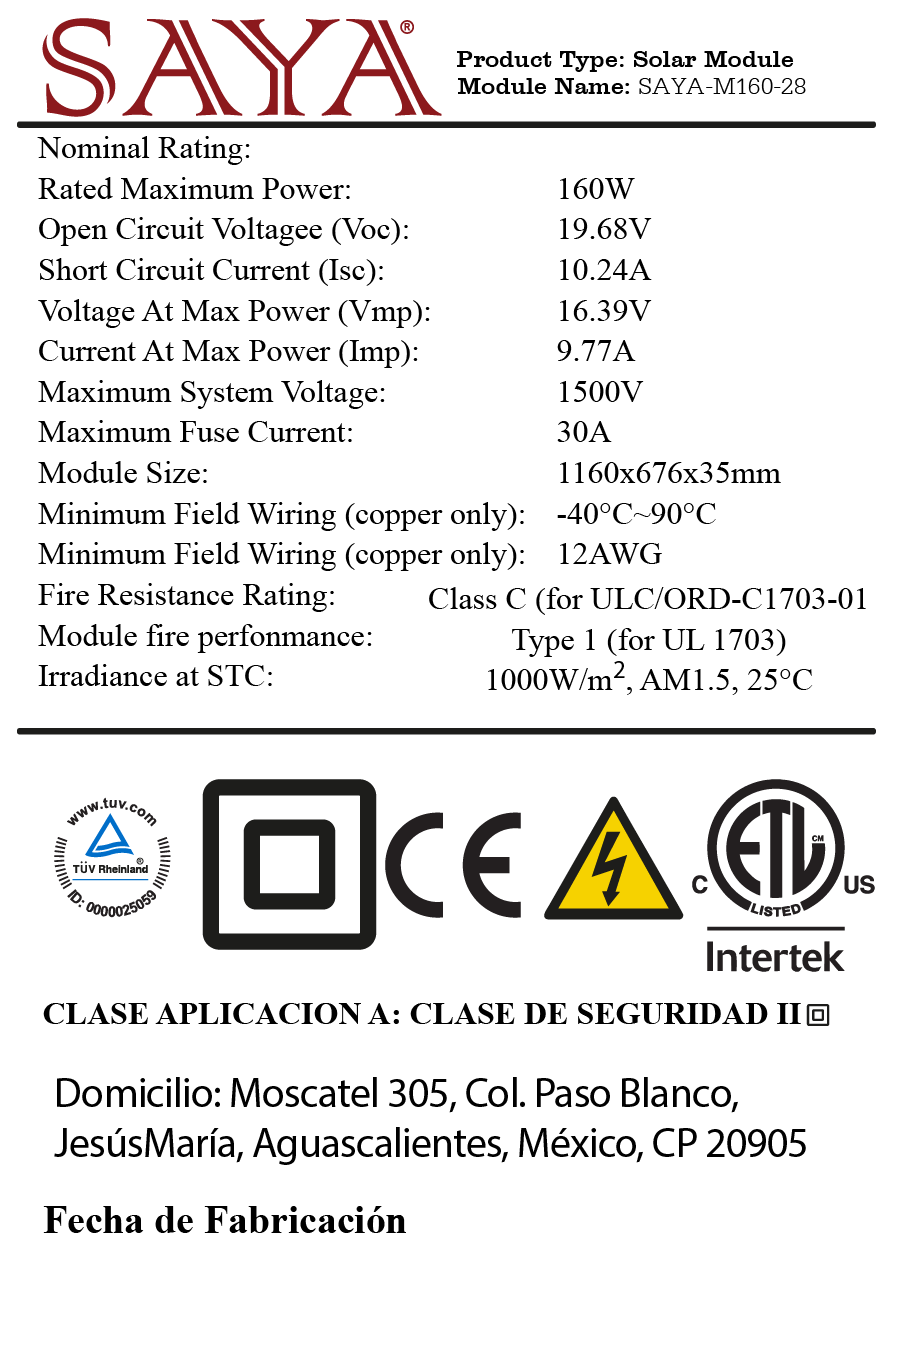 SAYA®
Product Type: Solar Module
Module Name: SAYA-M160-28
Nominal Rating:
Rated Maximum Power: 160W
Open Circuit Voltagee (Voc): 19.68V
Short Circuit Current (Isc): 10.24A
Voltage At Max Power (Vmp): 16.39V
Current At Max Power (Imp): 9.77A
Maximum System Voltage: 1500V
Maximum Fuse Current: 30A
Module Size: 1160x676x35mm
Minimum Field Wiring (copper only): -40°C~90°C
Minimum Field Wiring (copper only): 12AWG
Fire Resistance Rating: Class C (for ULC/ORD-C1703-01
Module fire perfonmance: Type 1 (for UL 1703)
Irradiance at STC: 1000W/m², AM1.5, 25°C
www.tuv.com
TÜV Rheinland®
ID: 0000025059
CE
ETL CM
C US
LISTED
Intertek
CLASE APLICACION A: CLASE DE SEGURIDAD II
Domicilio: Moscatel 305, Col. Paso Blanco,
JesúsMaría, Aguascalientes, México, CP 20905
Fecha de Fabricación